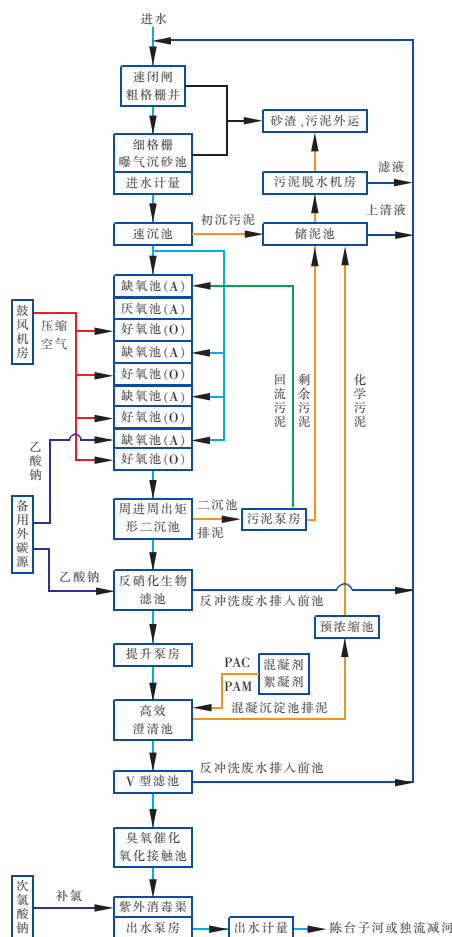 进水
速闭闸
粗格栅井
砂渣、污泥外运
细格栅
曝气沉砂池
进水计量
污泥脱水机房
滤液
速沉池
初沉污泥
储泥池
上清液
缺氧池(A)
厌氧池(A)
好氧池(O)
缺氧池(A)
好氧池(O)
缺氧池(A)
好氧池(O)
缺氧池(A)
好氧池(O)
鼓风机房
压缩
空气
回流污泥
剩余污泥
化学污泥
乙酸钠
备用外碳源
乙酸钠
周进周出矩
形二沉池
二沉池
排泥
污泥泵房
反硝化生物
滤池
反冲洗废水排入前池
预浓缩池
提升泵房
PAC
PAM
混凝剂
絮凝剂
高效
澄清池
混凝沉淀池排泥
V 型滤池
反冲洗废水排入前池
臭氧催化
氧化接触池
次氯酸钠
补氯
紫外消毒渠
出水泵房
出水计量
陈台子河或独流减河